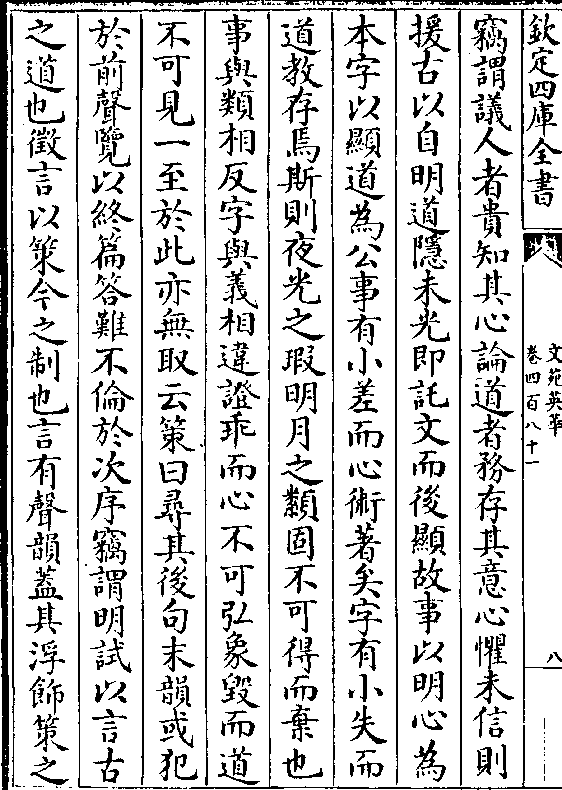 欽定四庫全書
文苑英華
卷四百八十一
八
竊謂議人者貴知其心論道者務存其意心懼未信則
援古以自明道隱未光即託文而後顯故事以明心為
本字以顯道為公事有小差而心術著矣字有小失而
道教存焉斯則夜光之瑕明月之纇固不可得而棄也
事與類相反字與義相違證乖而心不可弘象毀而道
不可見一至於此亦無取云策曰尋其後句末韻或犯
於前聲覽以終篇答難不倫於次序竊謂明試以言古
之道也徵言以策今之制也言有聲韻蓋其浮飾策之